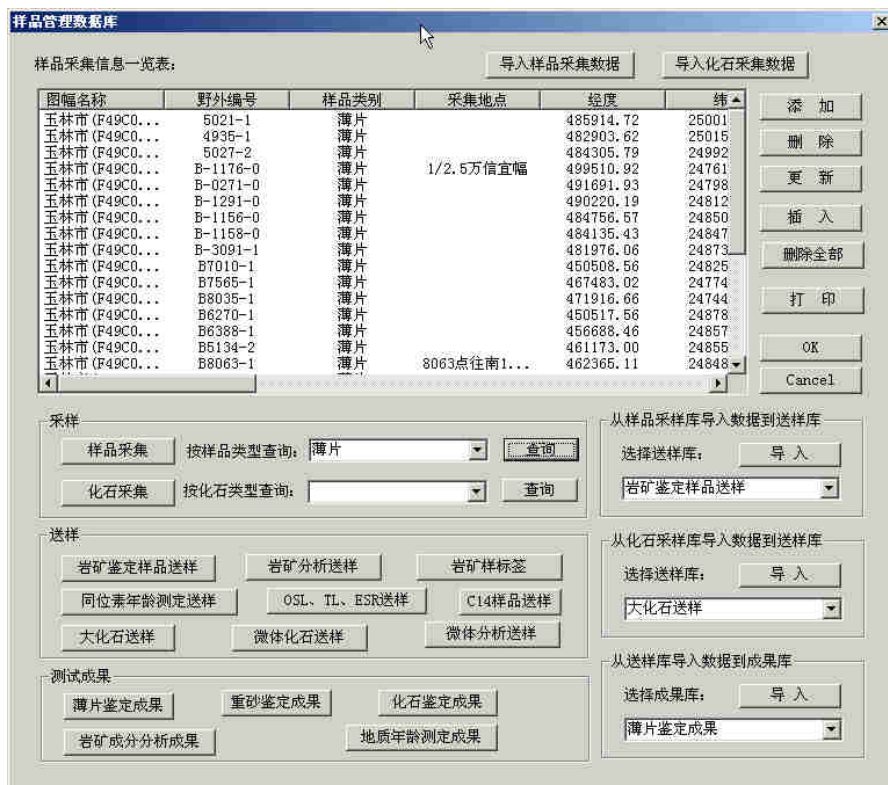 样品管理数据库
样品采集信息一览表:
导入样品采集数据 导入化石采集数据
图幅名称 野外编号 样品类别 采集地点 经度 纬
玉林市(F49C0... 5021-1 薄片 485914.72 25001
玉林市(F49C0... 4935-1 薄片 482903.62 25015
玉林市(F49C0... 5027-2 薄片 484305.79 24992
玉林市(F49C0... B-1176-0 薄片 1/2.5万信宜幅 499510.92 24761
玉林市(F49C0... B-0271-0 薄片 491691.93 24798
玉林市(F49C0... B-1291-0 薄片 490220.19 24812
玉林市(F49C0... B-1156-0 薄片 484756.57 24850
玉林市(F49C0... B-1158-0 薄片 484135.43 24847
玉林市(F49C0... B-3091-1 薄片 481976.06 24873
玉林市(F49C0... B7010-1 薄片 450508.56 24825
玉林市(F49C0... B7565-1 薄片 467483.02 24774
玉林市(F49C0... B8035-1 薄片 471916.66 24744
玉林市(F49C0... B6270-1 薄片 450517.56 24878
玉林市(F49C0... B6388-1 薄片 456688.46 24857
玉林市(F49C0... B5134-2 薄片 461173.00 24855
玉林市(F49C0... B8063-1 薄片 8063点往南1... 462365.11 24848
添 加
删 除
更 新
插 入
删除全部
打 印
OK
Cancel
采样
样品采集 按样品类型查询: 薄片 查询
化石采集 按化石类型查询: 查询
从样品采样库导入数据到送样库
选择送样库: 导 入
岩矿鉴定样品送样
送样
岩矿鉴定样品送样 岩矿分析送样 岩矿样标签
同位素年龄测定送样 OSL、TL、ESR送样 C14样品送样
大化石送样 微体化石送样 微体分析送样
从化石采样库导入数据到送样库
选择送样库: 导 入
大化石送样
测试成果
薄片鉴定成果 重砂鉴定成果 化石鉴定成果
岩矿成分分析成果 地质年龄测定成果
从送样库导入数据到成果库
选择成果库: 导 入
薄片鉴定成果